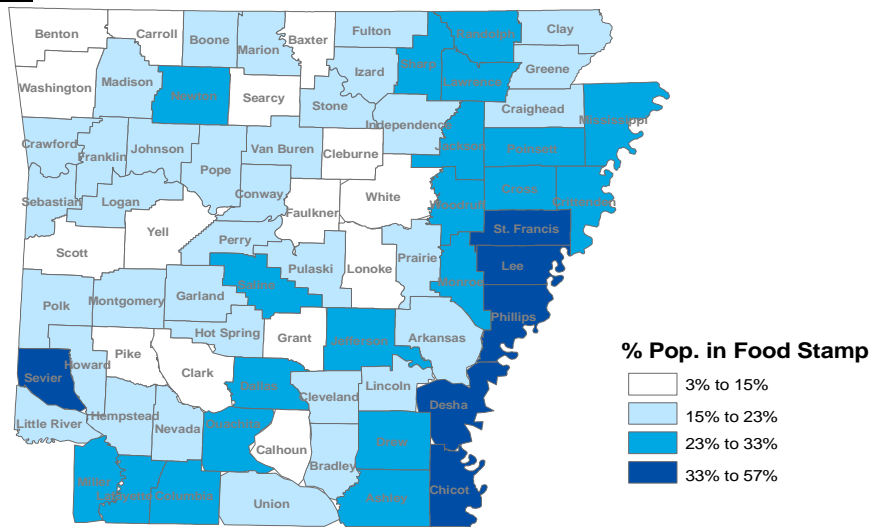 Benton
Carroll
Boone
Marion
Baxter
Fulton
Randolph
Clay
Sharp
Izard
Lawrence
Greene
Washington
Madison
Newton
Searcy
Stone
Independence
Craighead
Mississippi
Crawford
Franklin
Johnson
Pope
Van Buren
Cleburne
Jackson
Poinsett
Sebastian
Logan
Conway
White
Woodruff
Cross
Crittenden
Yell
Faulkner
Scott
Perry
Pulaski
Lonoke
Prairie
St. Francis
Lee
Monroe
Polk
Montgomery
Garland
Saline
Phillips
Hot Spring
Grant
Jefferson
Arkansas
Howard
Pike
Clark
Sevier
Dallas
Cleveland
Lincoln
Desha
Little River
Hempstead
Nevada
Ouachita
Calhoun
Drew
Bradley
Miller
Lafayette
Columbia
Union
Ashley
Chicot
% Pop. in Food Stamp
3% to 15%
15% to 23%
23% to 33%
33% to 57%